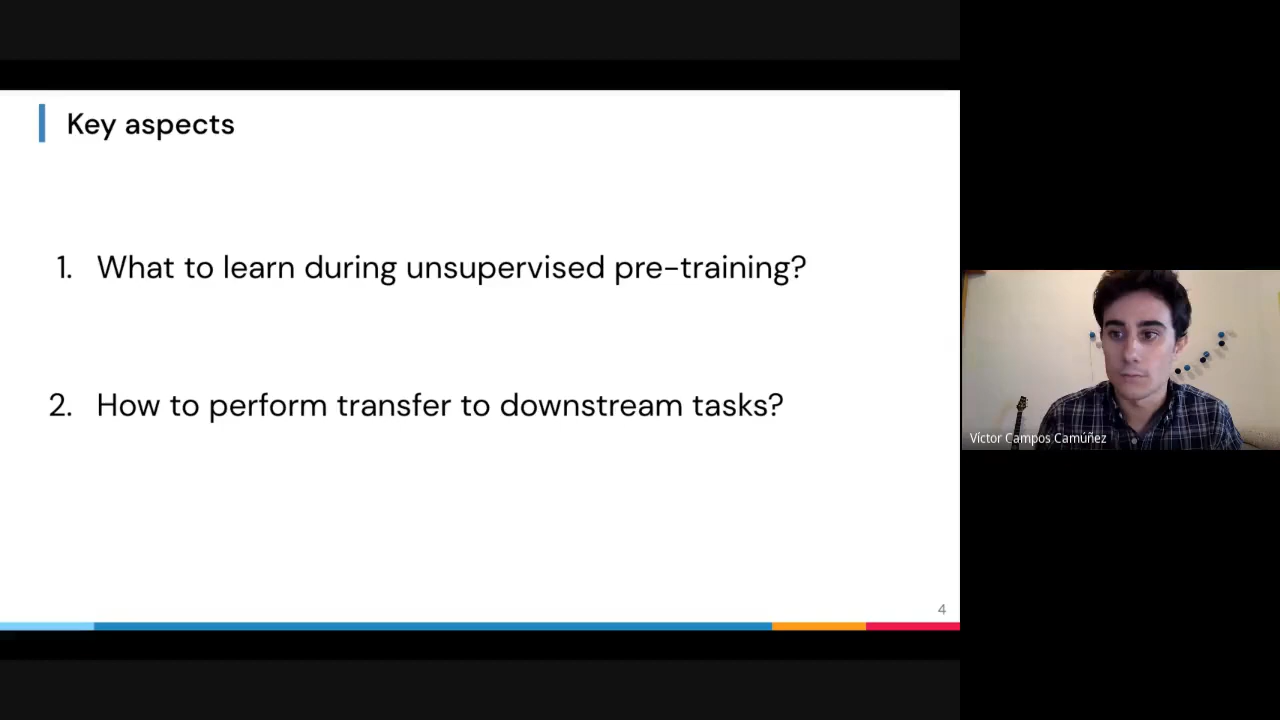 Key aspects
1. What to learn during unsupervised pre-training?
2. How to perform transfer to downstream tasks?
4
Víctor Campos Camúñez